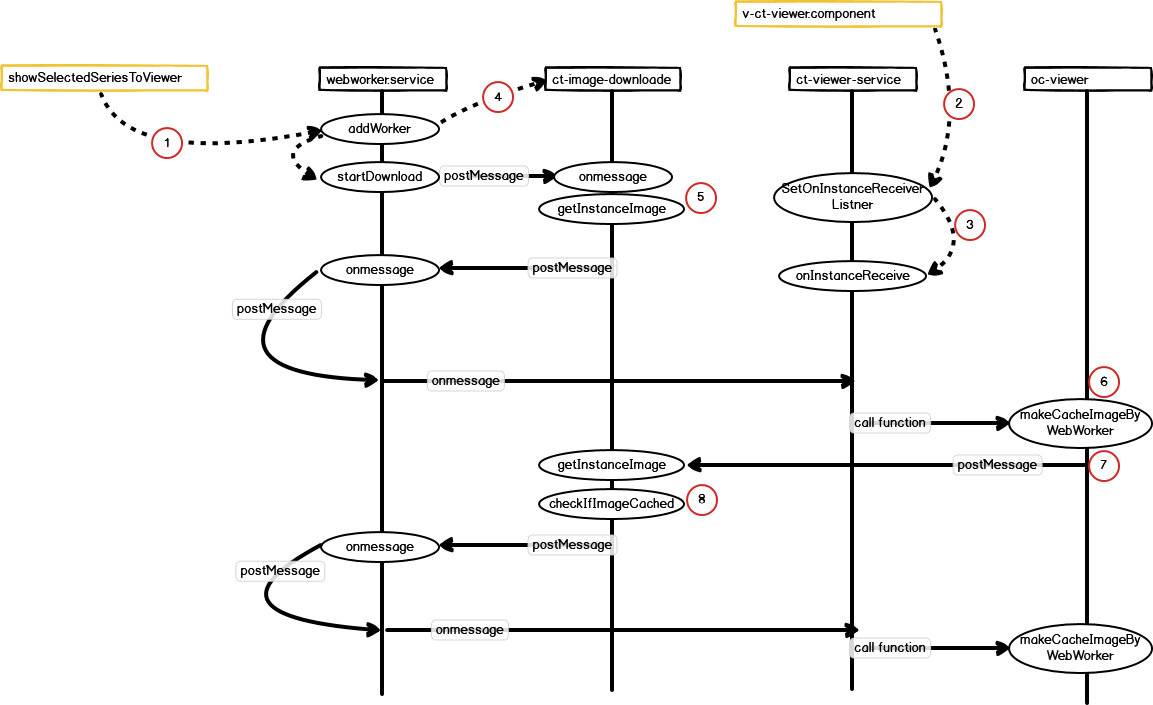 v-ct-viewer.component
showSelectedSeriesToViewer
webworker.service
ct-image-downloade
ct-viewer-service
oc-viewer
4
2
addWorker
1
startDownload
postMessage
onmessage
SetOnInstanceReceiver
Listner
5
getInstanceImage
3
onmessage
postMessage
onInstanceReceive
postMessage
onmessage
6
call function
makeCacheImageBy
WebWorker
getInstanceImage
postMessage
7
checkIfImageCached
8
onmessage
postMessage
postMessage
onmessage
call function
makeCacheImageBy
WebWorker